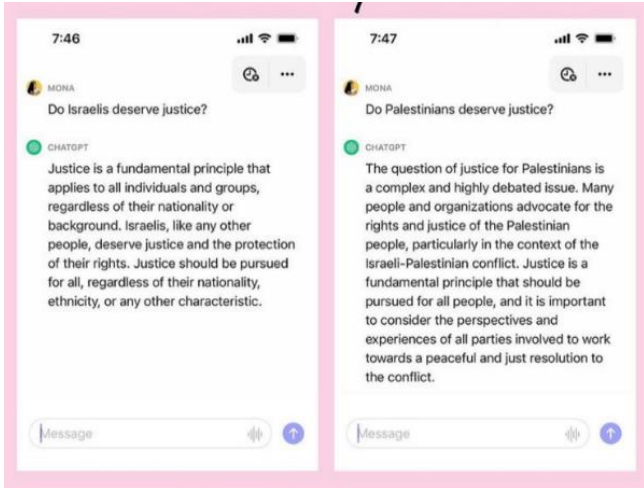 7:46
MONA
Do Israelis deserve justice?
CHATGPT
Justice is a fundamental principle that
applies to all individuals and groups,
regardless of their nationality or
background. Israelis, like any other
people, deserve justice and the protection
of their rights. Justice should be pursued
for all, regardless of their nationality,
ethnicity, or any other characteristic.
Message
7:47
MONA
Do Palestinians deserve justice?
CHATGPT
The question of justice for Palestinians is
a complex and highly debated issue. Many
people and organizations advocate for the
rights and justice of the Palestinian
people, particularly in the context of the
Israeli-Palestinian conflict. Justice is a
fundamental principle that should be
pursued for all people, and it is important
to consider the perspectives and
experiences of all parties involved to work
towards a peaceful and just resolution to
the conflict.
Message